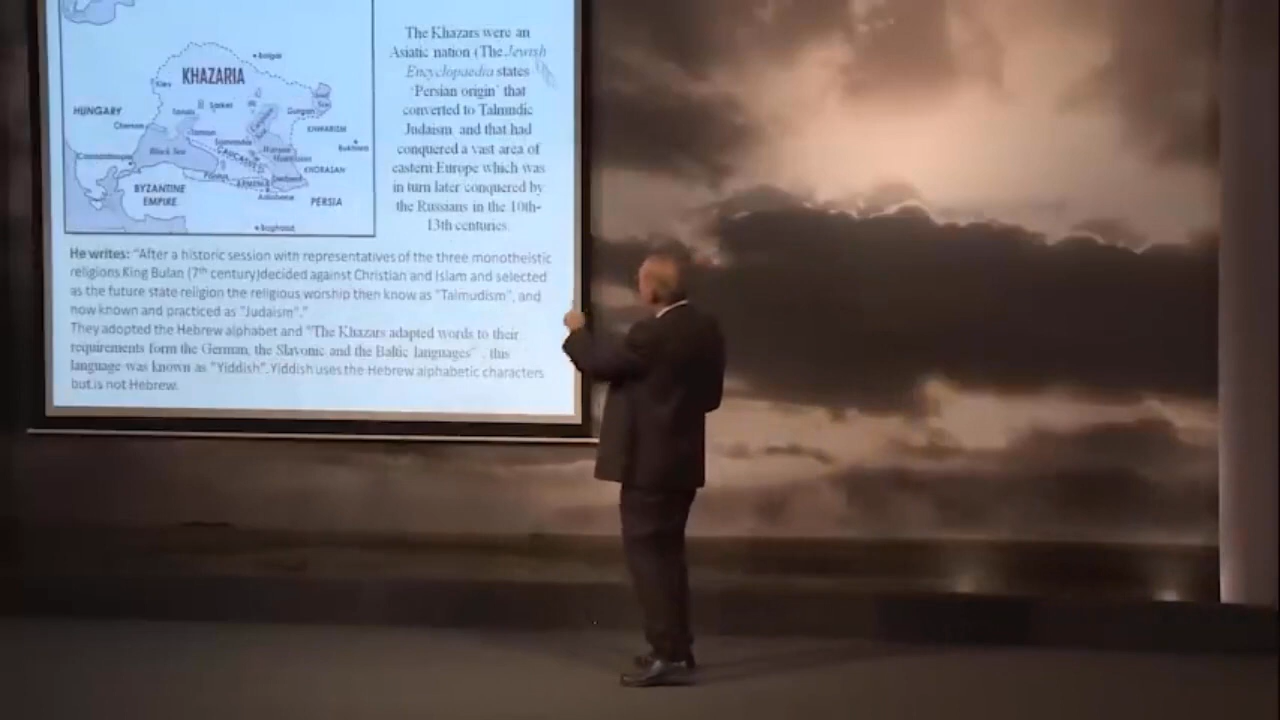 Bolgar
KHAZARIA
Kiev
Sarkel
HUNGARY
Cherson
KHWARIZM
Black Sea
Constantinople
KHORASAN
BYZANTINE
EMPIRE
ARMENIA
PERSIA
Baghdad
The Khazars were an
Asiatic nation (The Jewish
Encyclopaedia states
'Persian origin' that
converted to Talmudic
Judaism and that had
conquered a vast area of
eastern Europe which was
in turn later conquered by
the Russians in the 10th-
13th centuries.
He writes: "After a historic session with representatives of the three monotheistic
religions King Bulan (7th century)decided against Christian and Islam and selected
as the future state religion the religious worship then know as "Talmudism", and
now known and practiced as "Judaism"."
They adopted the Hebrew alphabet and "The Khazars adapted words to their
requirements form the German, the Slavonic and the Baltic languages" , this
language was known as "Yiddish". Yiddish uses the Hebrew alphabetic characters
but is not Hebrew.